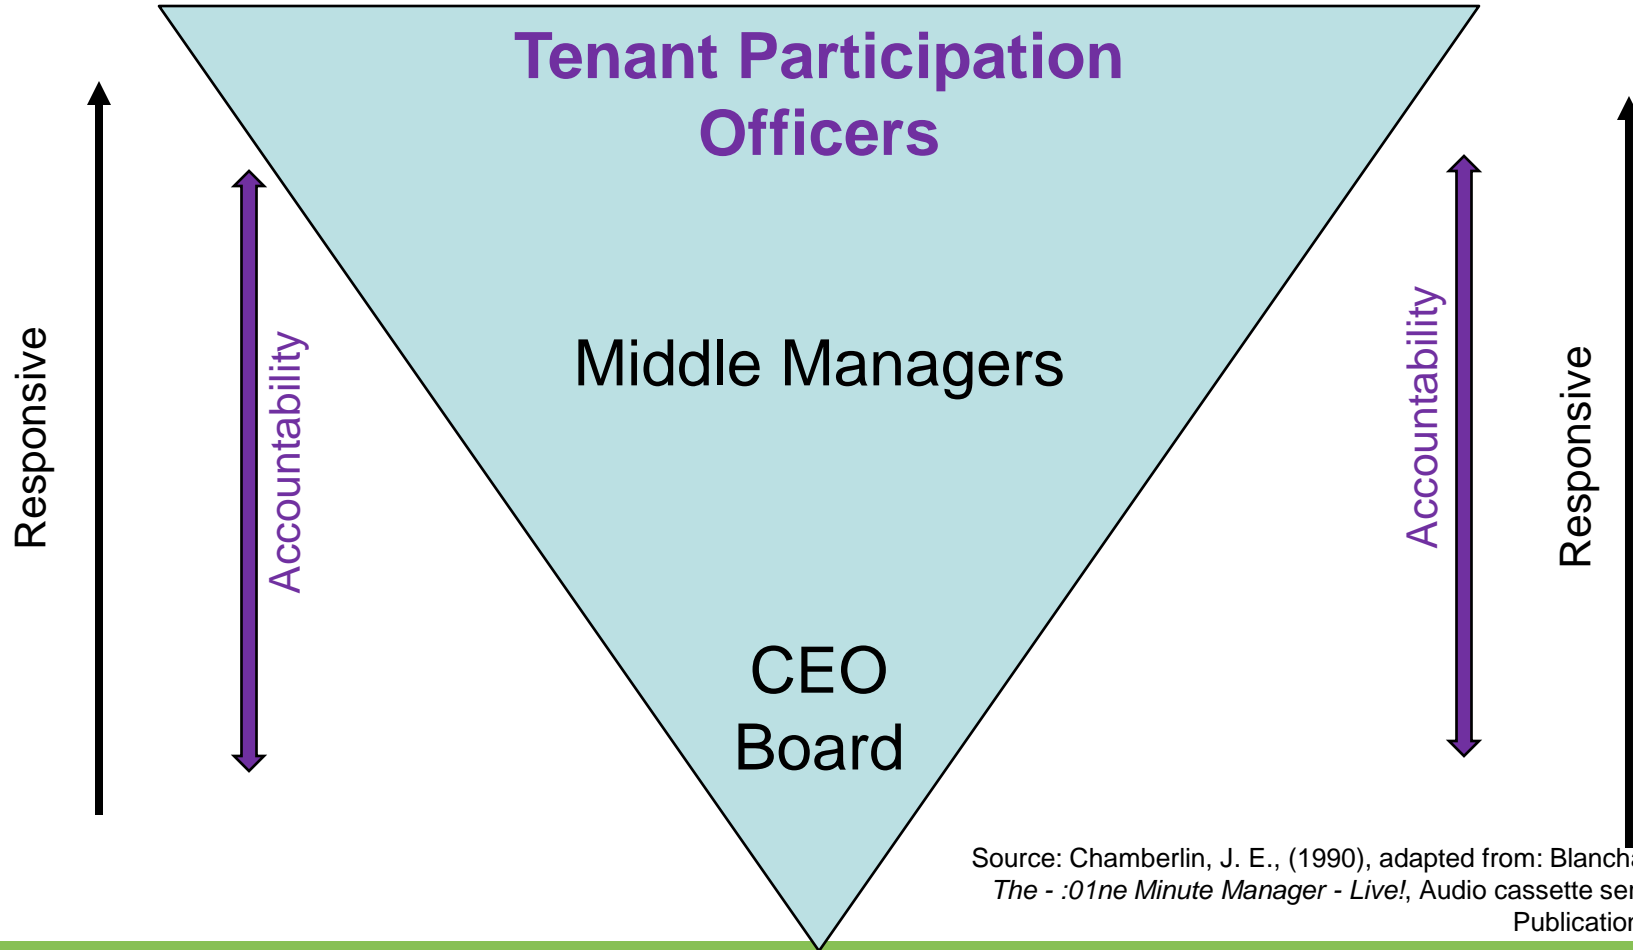 Tenant Participation
Officers
Responsive
Accountability
Middle Managers
Accountability
Responsive
CEO
Board
Source: Chamberlin, J. E., (1990), adapted from:
The - :01ne Minute Manager - Live!, Audio cassette